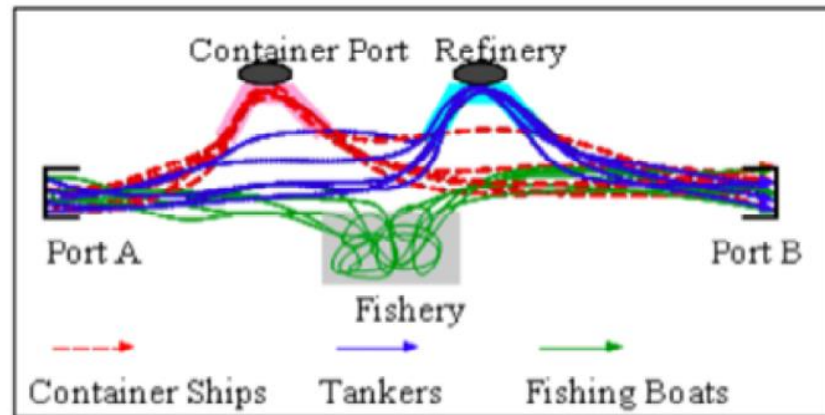 Container Port Refinery
Port A Port B
Fishery
Container Ships Tankers Fishing Boats